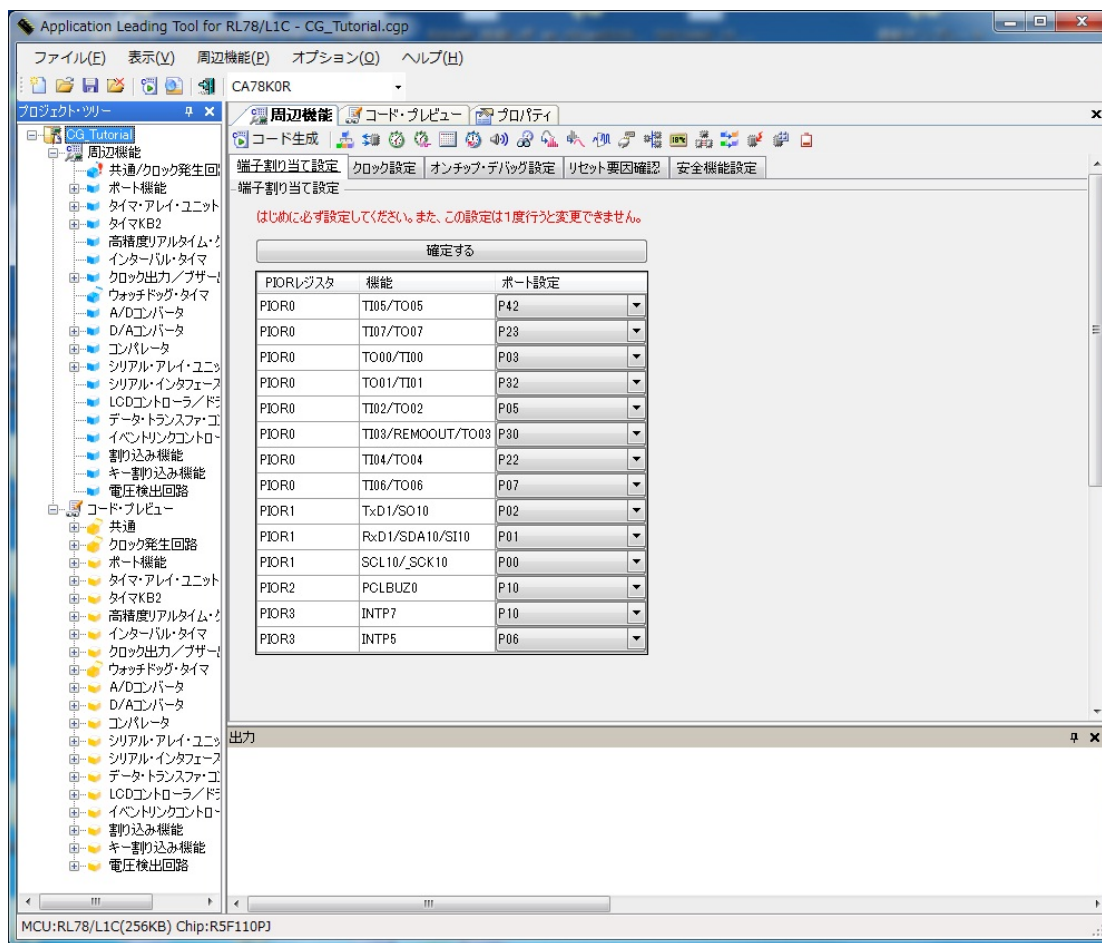 Application Leading Tool for RL78/L1C - CG_Tutorial.cgp
ファイル(F) 表示(V) 周辺機能(P) オプション(O) ヘルプ(H)
CA78K0R
プロジェクト・ツリー
CG_Tutorial
周辺機能
共通/クロック発生回
ポート機能
タイマ・アレイ・ユニット
タイマKB2
高精度リアルタイム・
インターバル・タイマ
クロック出力／ブザー
ウォッチドッグ・タイマ
A/Dコンバータ
D/Aコンバータ
コンパレータ
シリアル・アレイ・ユニ
シリアル・インタフェース
LCDコントローラ／ド
データ・トランスファ・コ
イベントリンクコントロー
割り込み機能
キー割り込み機能
電圧検出回路
コード・プレビュー
共通
クロック発生回路
ポート機能
タイマ・アレイ・ユニット
タイマKB2
高精度リアルタイム・
インターバル・タイマ
クロック出力／ブザー
ウォッチドッグ・タイマ
A/Dコンバータ
D/Aコンバータ
コンパレータ
シリアル・アレイ・ユニ
シリアル・インタフェース
データ・トランスファ・コ
LCDコントローラ／ド
イベントリンクコントロー
割り込み機能
キー割り込み機能
電圧検出回路
周辺機能 コード・プレビュー プロパティ
コード生成
端子割り当て設定 クロック設定 オンチップ・デバッグ設定 リセット要因確認 安全機能設定
端子割り当て設定
はじめに必ず設定してください。また、この設定は1度行うと変更できません。
確定する
PIORレジスタ 機能 ポート設定
PIOR0 TI05/TO05 P42
PIOR0 TI07/TO07 P23
PIOR0 TO00/TI00 P03
PIOR0 TO01/TI01 P32
PIOR0 TI02/TO02 P05
PIOR0 TI03/REMOOUT/TO03 P30
PIOR0 TI04/TO04 P22
PIOR0 TI06/TO06 P07
PIOR1 TxD1/SO10 P02
PIOR1 RxD1/SDA10/SI10 P01
PIOR1 SCL10/_SCK10 P00
PIOR2 PCLBUZ0 P10
PIOR3 INTP7 P10
PIOR3 INTP5 P06
出力
MCU:RL78/L1C(256KB) Chip:R5F110PJ